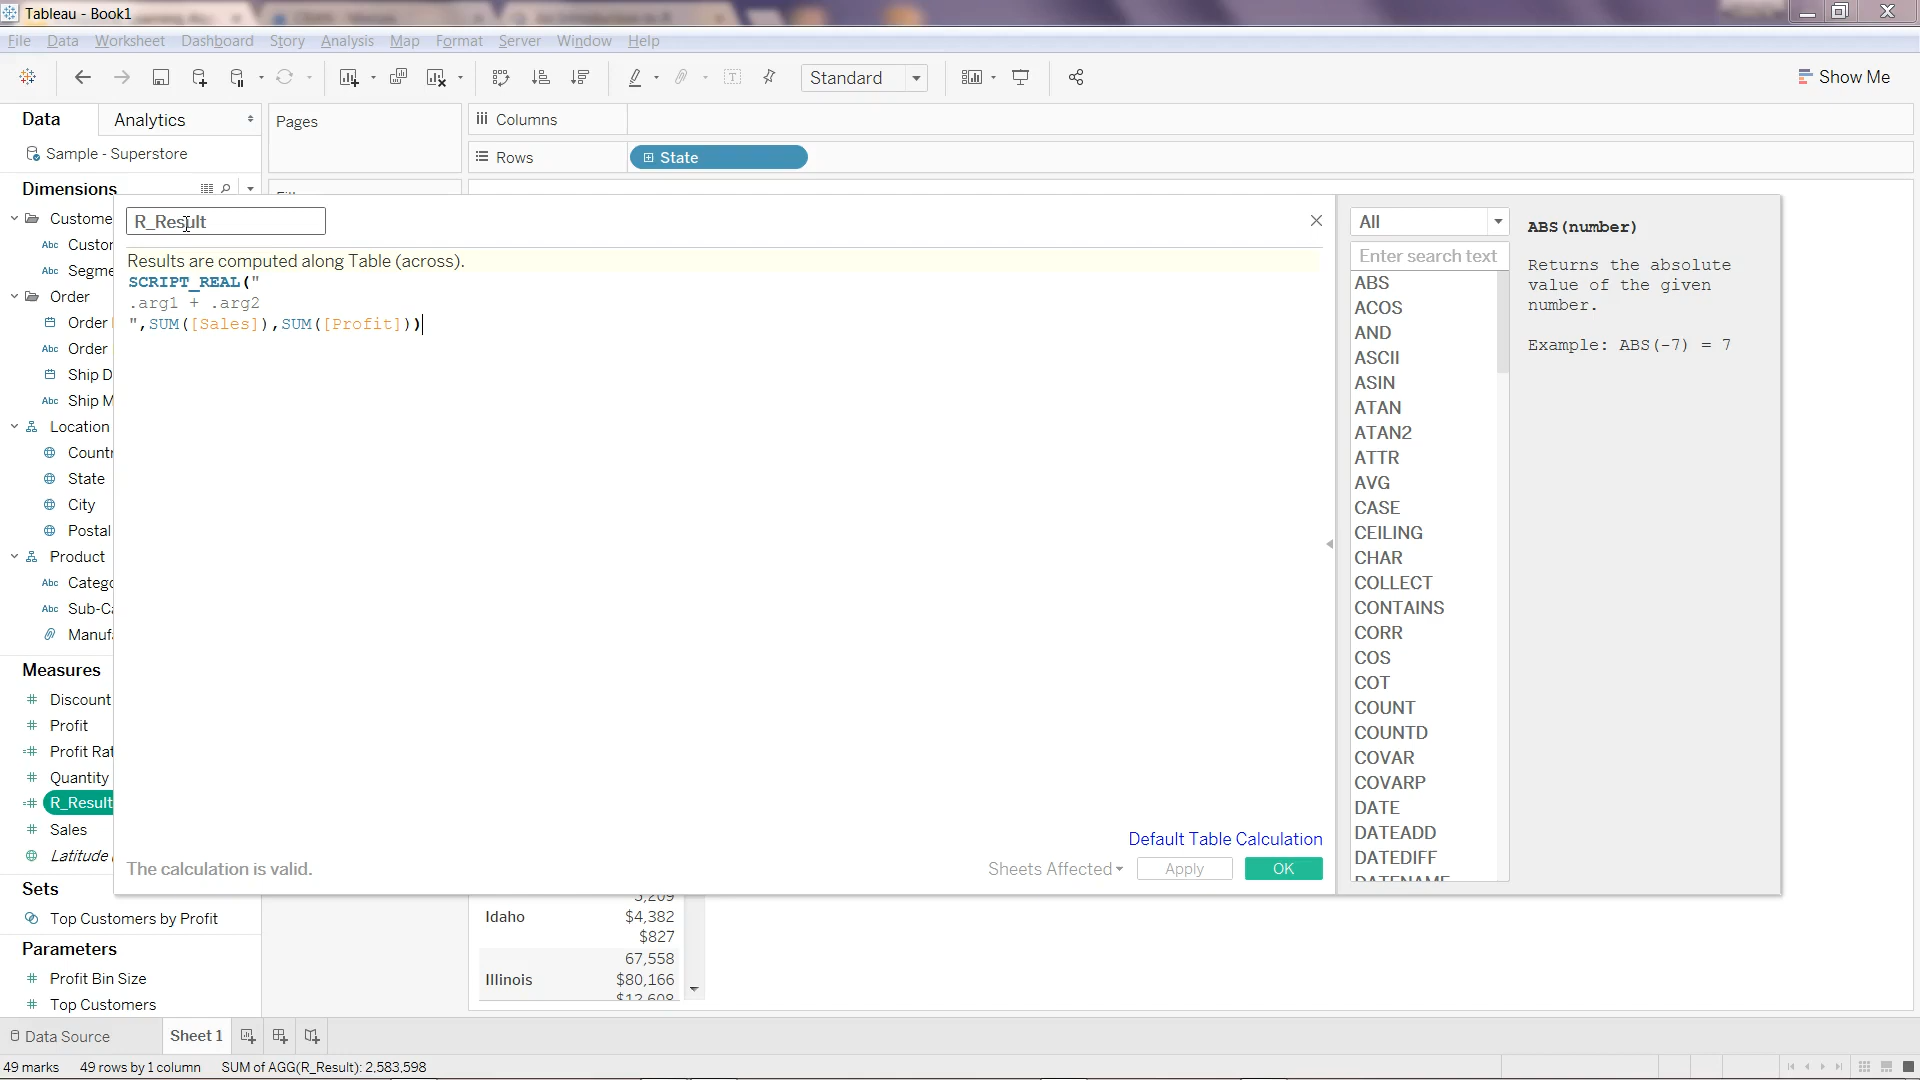 Tableau - Book1
File Data Worksheet Dashboard Story Analysis Map Format Server Window Help
Standard
Show Me
Data
Analytics
Pages
Columns
Sample - Superstore
Rows
State
Dimensions
R_Result
Results are computed along Table (across).
SCRIPT_REAL("
.arg1 + .arg2
",SUM([Sales]),SUM([Profit]))
Custome
Custor
Segme
Order
Order
Order
Ship D
Ship M
Location
Countr
State
City
Postal
Product
Catego
Sub-Ca
Manufa
Measures
Discount
Profit
Profit Rat
Quantity
R_Result
Sales
Latitude
Sets
Top Customers by Profit
Parameters
Profit Bin Size
Top Customers
All
Enter search text
ABS
ACOS
AND
ASCII
ASIN
ATAN
ATAN2
ATTR
AVG
CASE
CEILING
CHAR
COLLECT
CONTAINS
CORR
COS
COT
COUNT
COUNTD
COVAR
COVARP
DATE
DATEADD
DATEDIFF
DATENAME
ABS(number)
Returns the absolute
value of the given
number.
Example: ABS(-7) = 7
Default Table Calculation
The calculation is valid.
Sheets Affected
Apply
OK
3,209
Idaho $4,382
$827
67,558
Illinois $80,166
$12,608
Data Source
Sheet 1
49 marks 49 rows by 1 column SUM of AGG(R_Result): 2,583,598